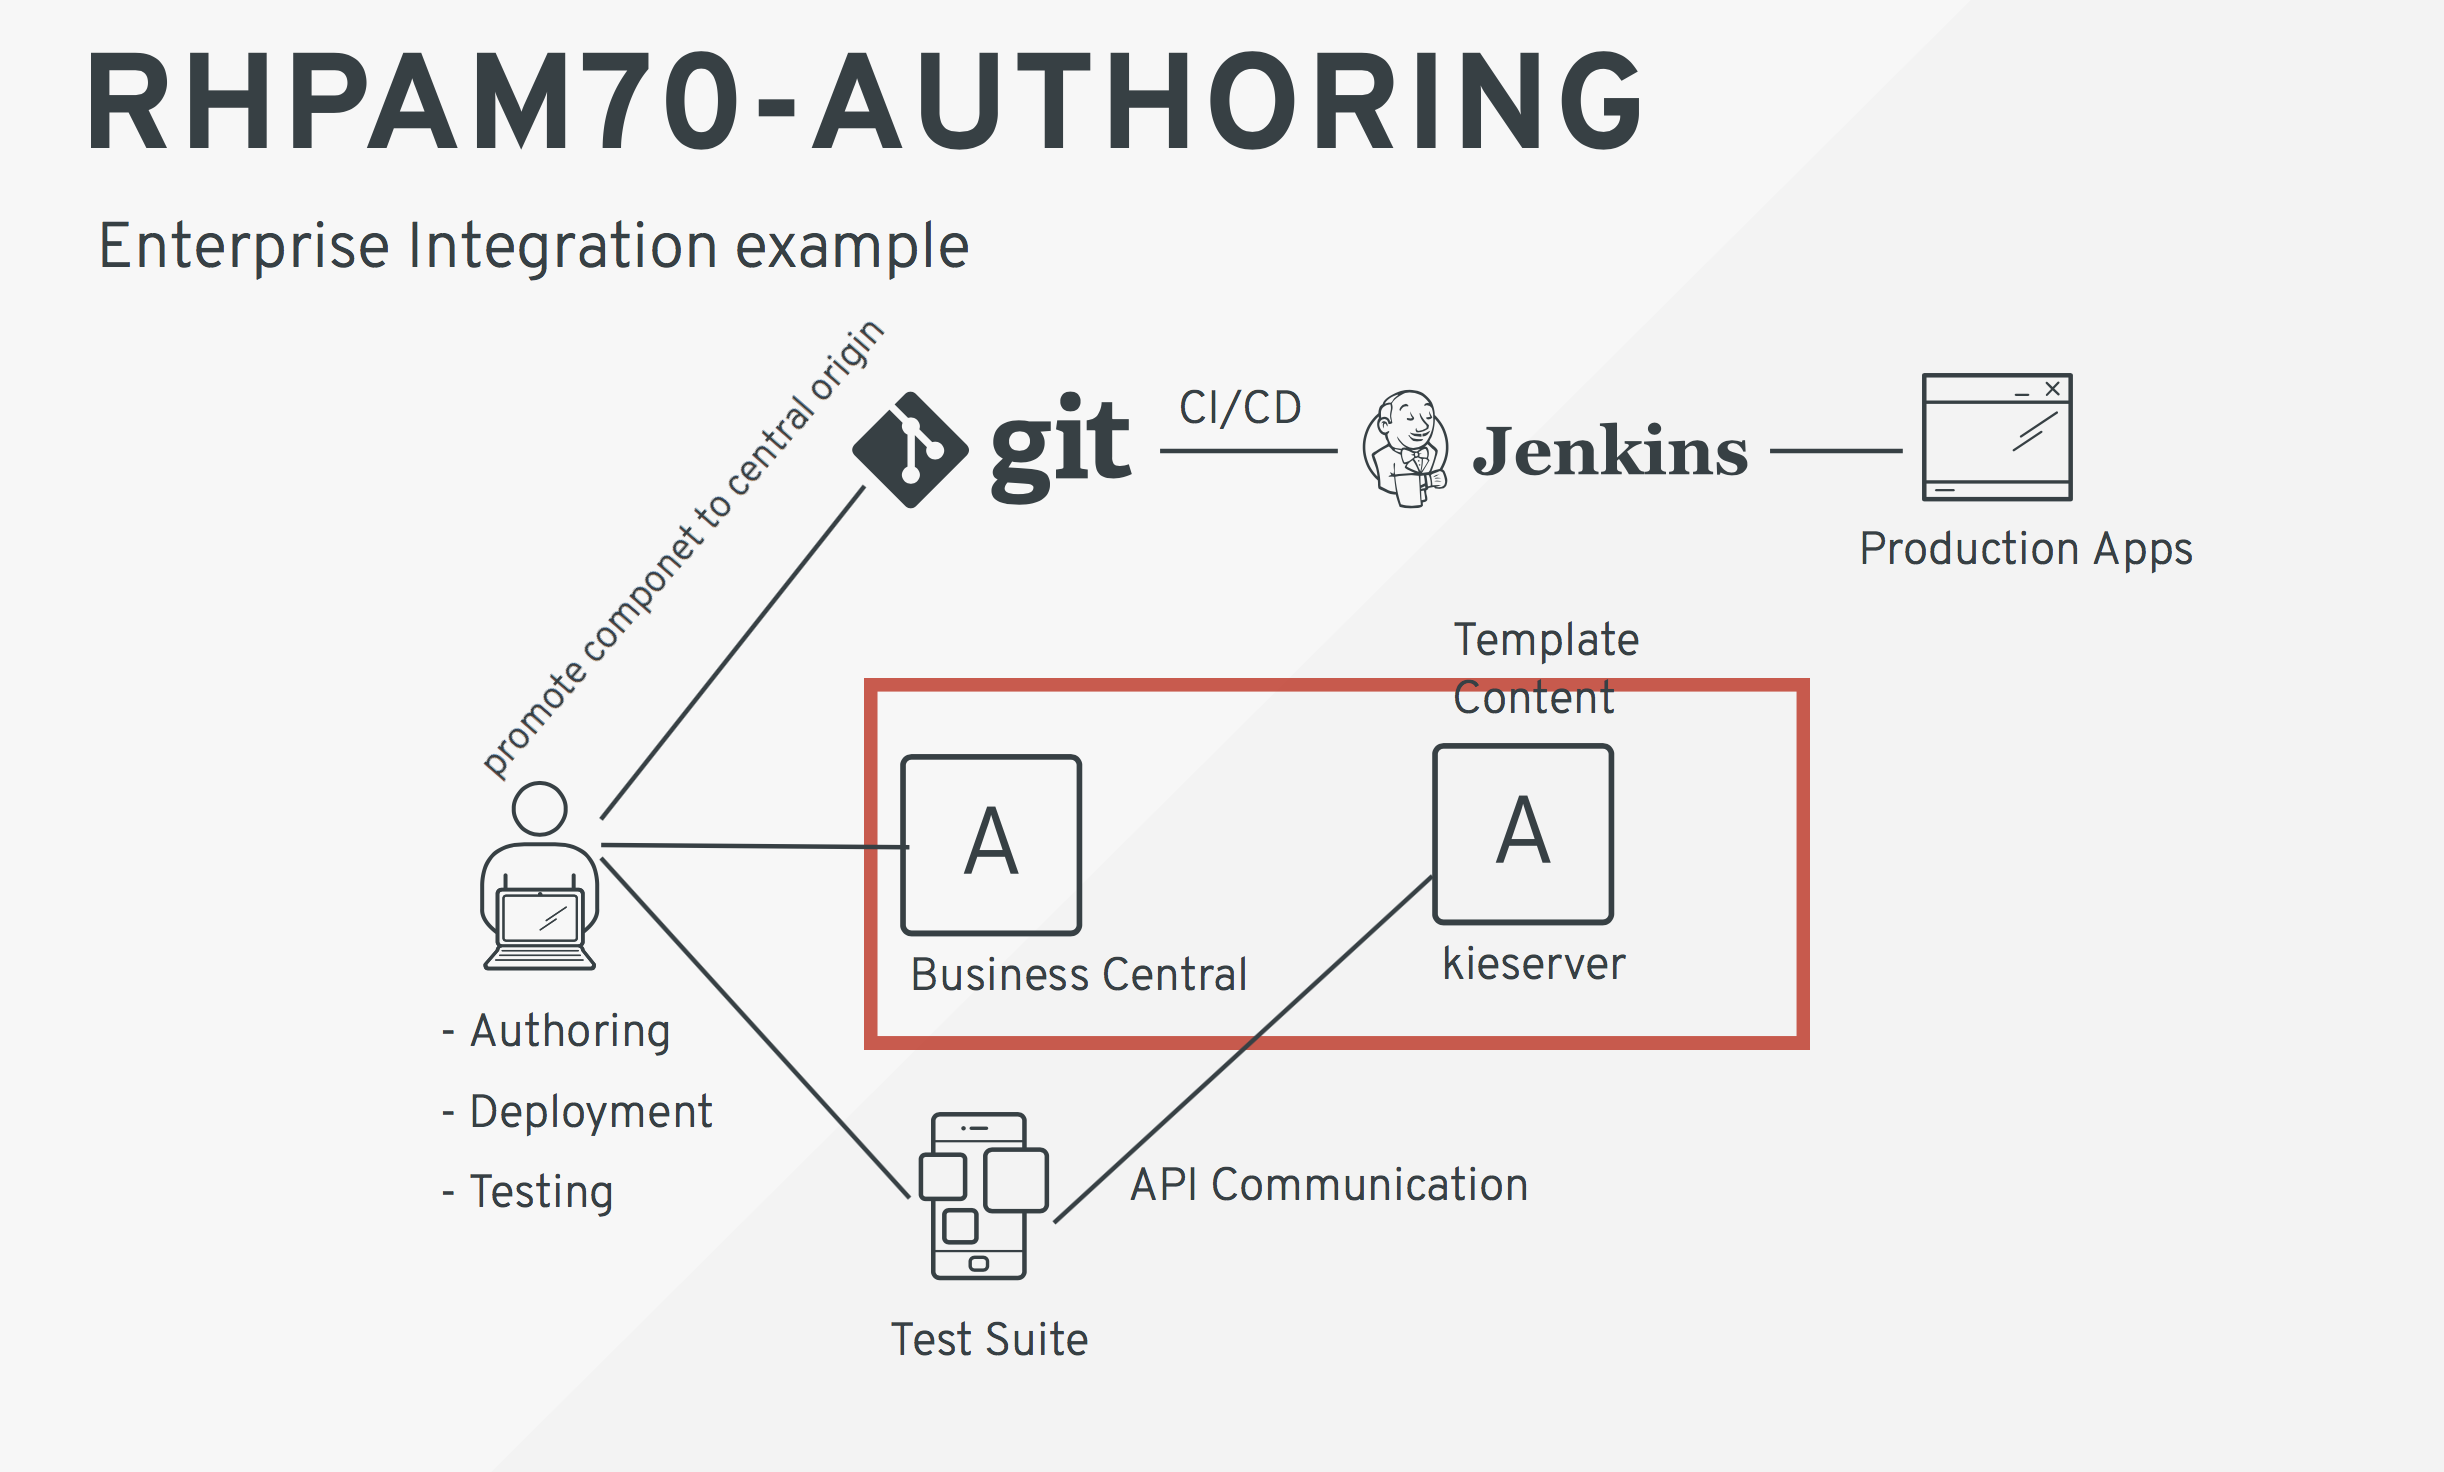 RHPAM70-AUTHORING
Enterprise Integration example
promote componet to central origin
git
CI/CD
Jenkins
Production Apps
Template
Content
A
A
Business Central
kieserver
- Authoring
- Deployment
- Testing
API Communication
Test Suite